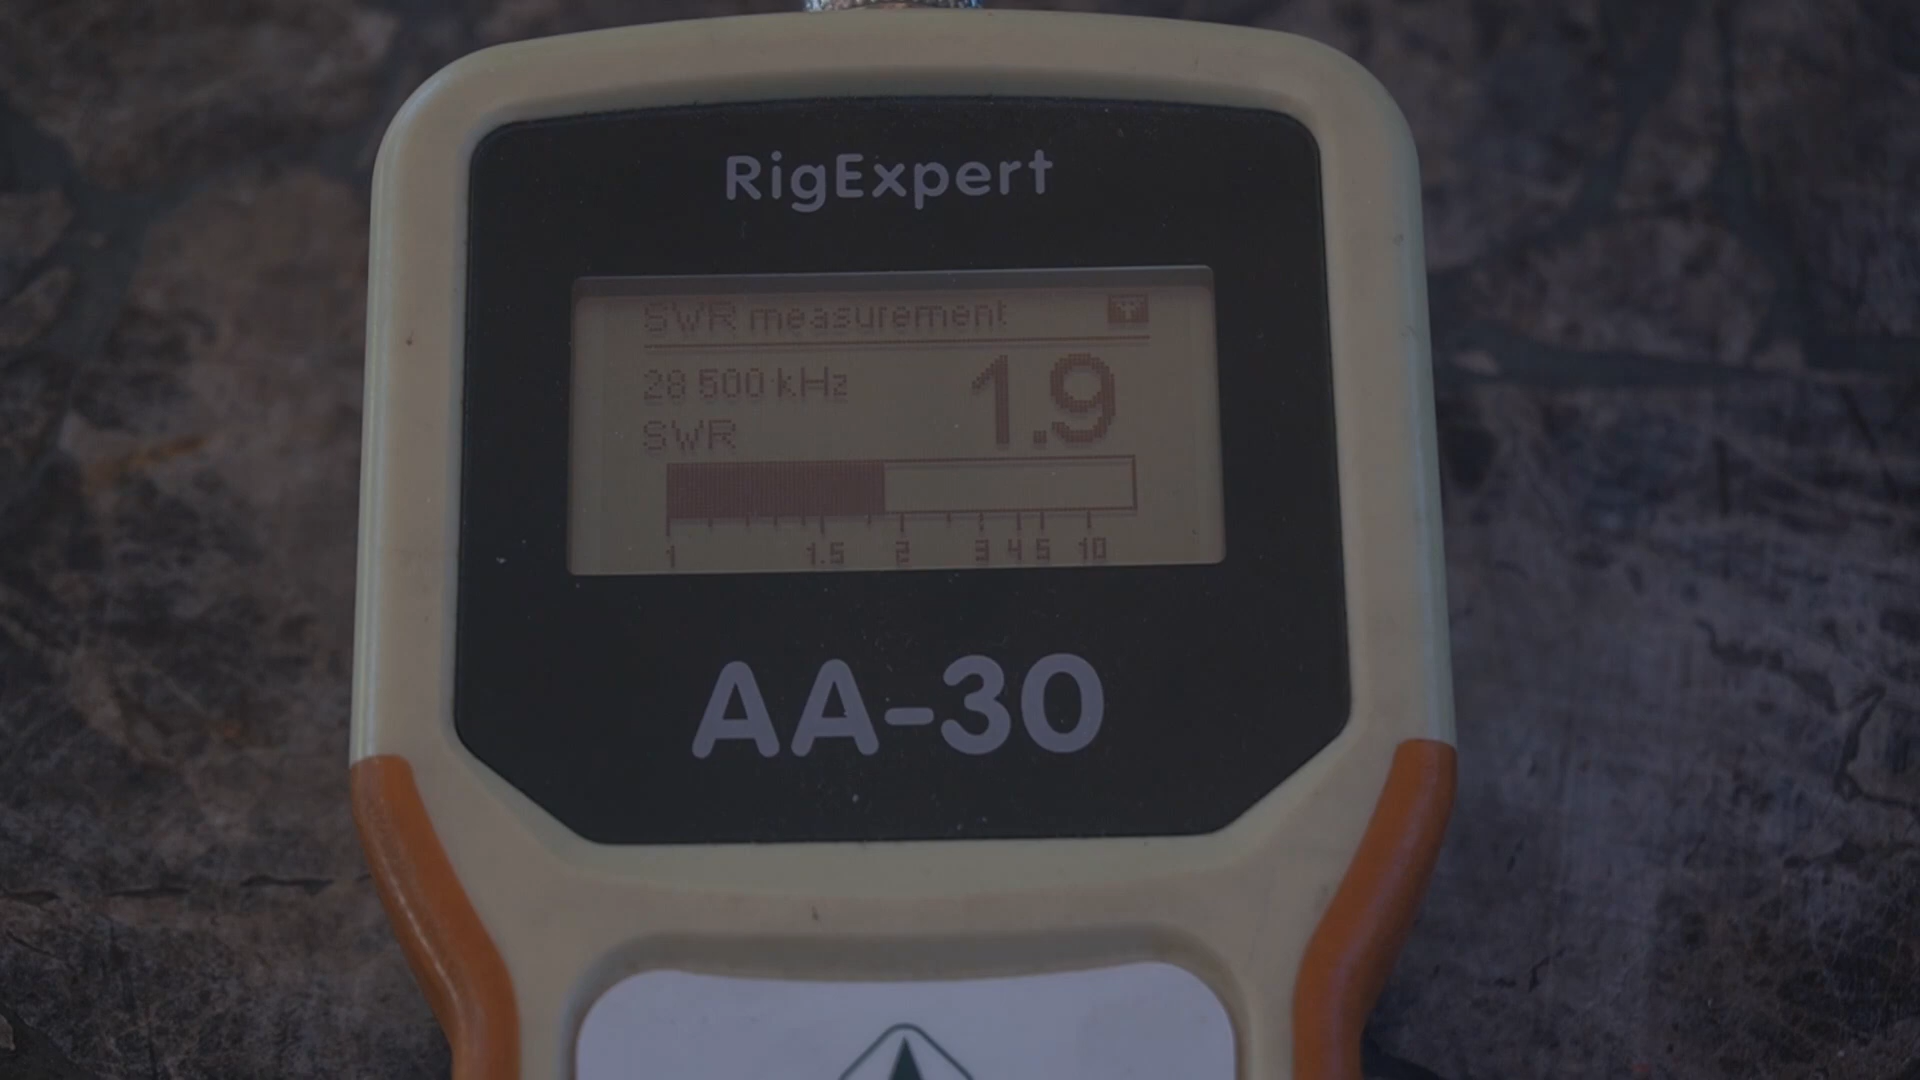 RigExpert
SWR measurement
28 500 kHz
1.9
SWR
1 1.5 2 3 4 5 10
AA-30